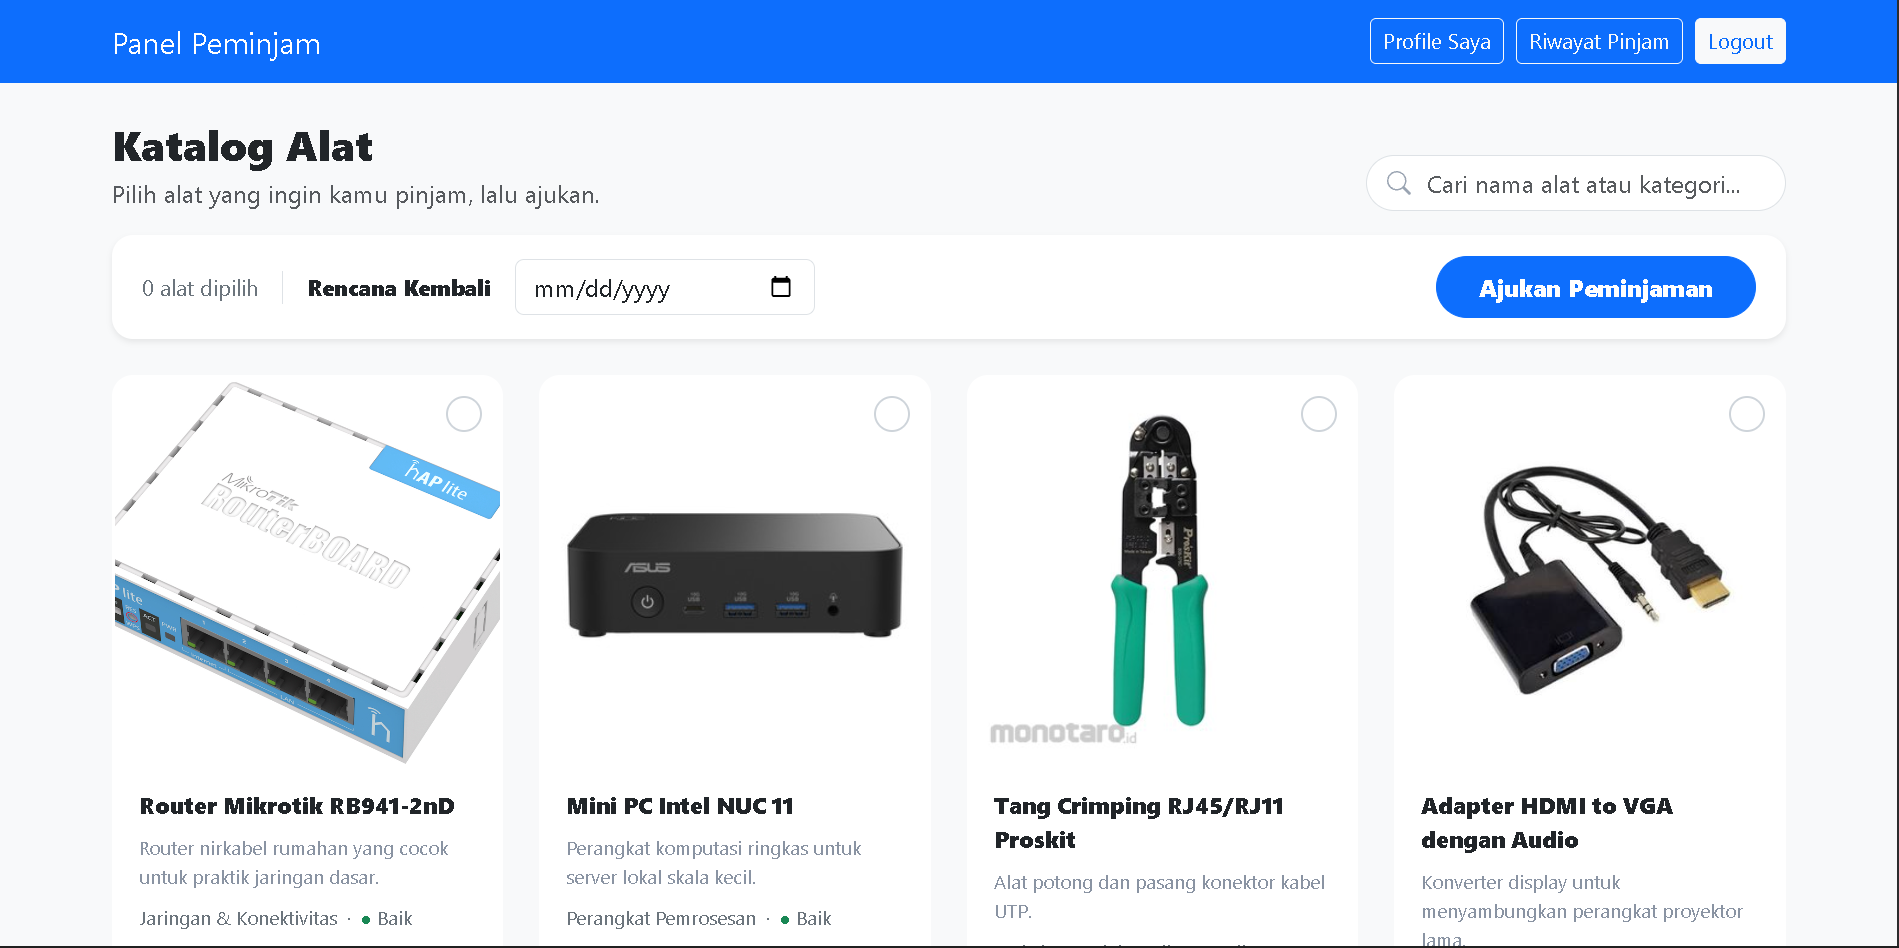 Panel Peminjam
Profile Saya
Riwayat Pinjam
Logout
Katalog Alat
Pilih alat yang ingin kamu pinjam, lalu ajukan.
Cari nama alat atau kategori...
0 alat dipilih
Rencana Kembali
mm/dd/yyyy
Ajukan Peminjaman
hAP lite
MikroTik
RouterBOARD
ASUS
Proskit
monotaro.id
Router Mikrotik RB941-2nD
Router nirkabel rumahan yang cocok
untuk praktik jaringan dasar.
Jaringan & Konektivitas · ● Baik
Mini PC Intel NUC 11
Perangkat komputasi ringkas untuk
server lokal skala kecil.
Perangkat Pemrosesan · ● Baik
Tang Crimping RJ45/RJ11
Proskit
Alat potong dan pasang konektor kabel
UTP.
Adapter HDMI to VGA
dengan Audio
Konverter display untuk
menyambungkan perangkat proyektor
lama.